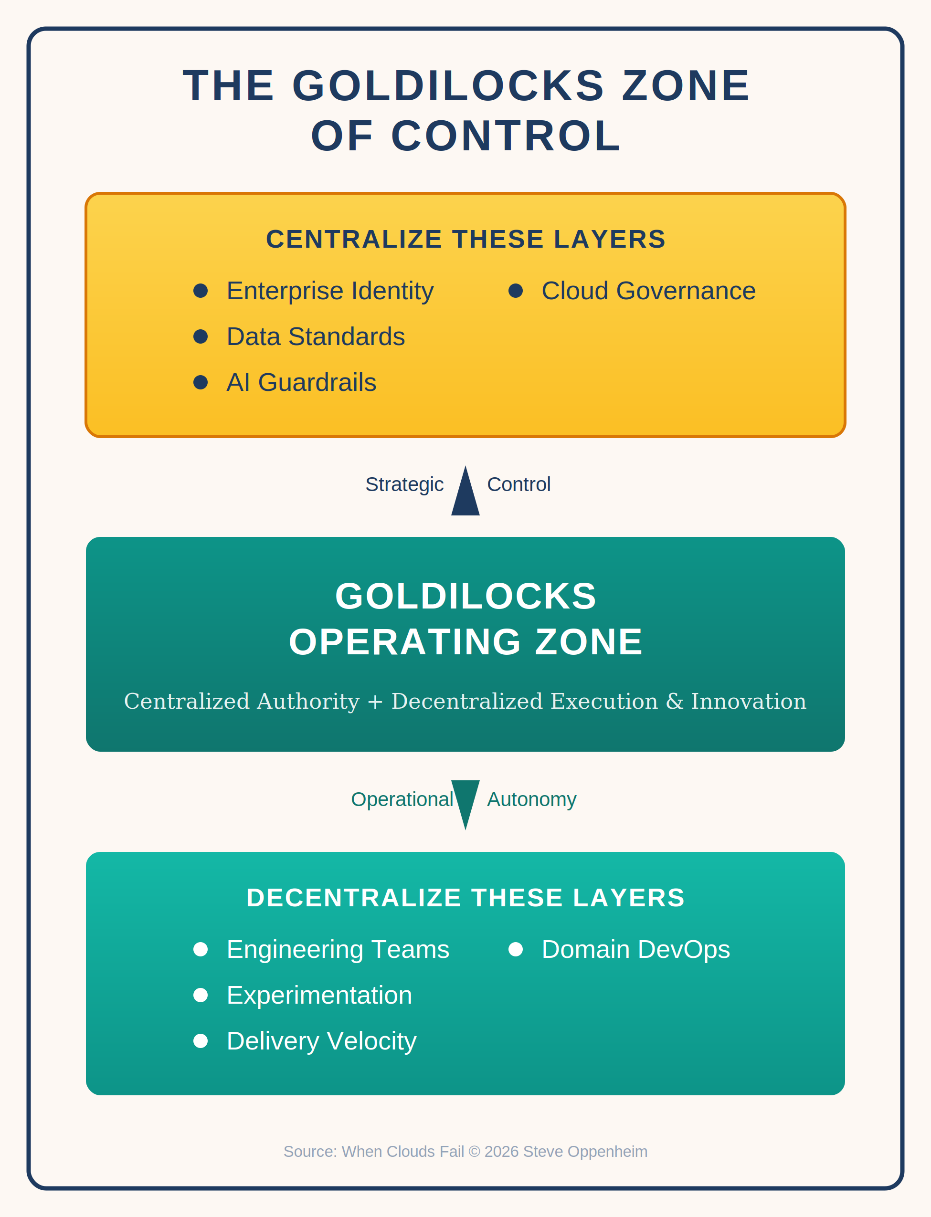 THE GOLDILOCKS ZONE
OF CONTROL
CENTRALIZE THESE LAYERS
Enterprise Identity
Data Standards
AI Guardrails
Cloud Governance
Strategic Control
GOLDILOCKS
OPERATING ZONE
Centralized Authority + Decentralized Execution & Innovation
Operational Autonomy
DECENTRALIZE THESE LAYERS
Engineering Teams
Experimentation
Delivery Velocity
Domain DevOps
Source: When Clouds Fail © 2026 Steve Oppenheim